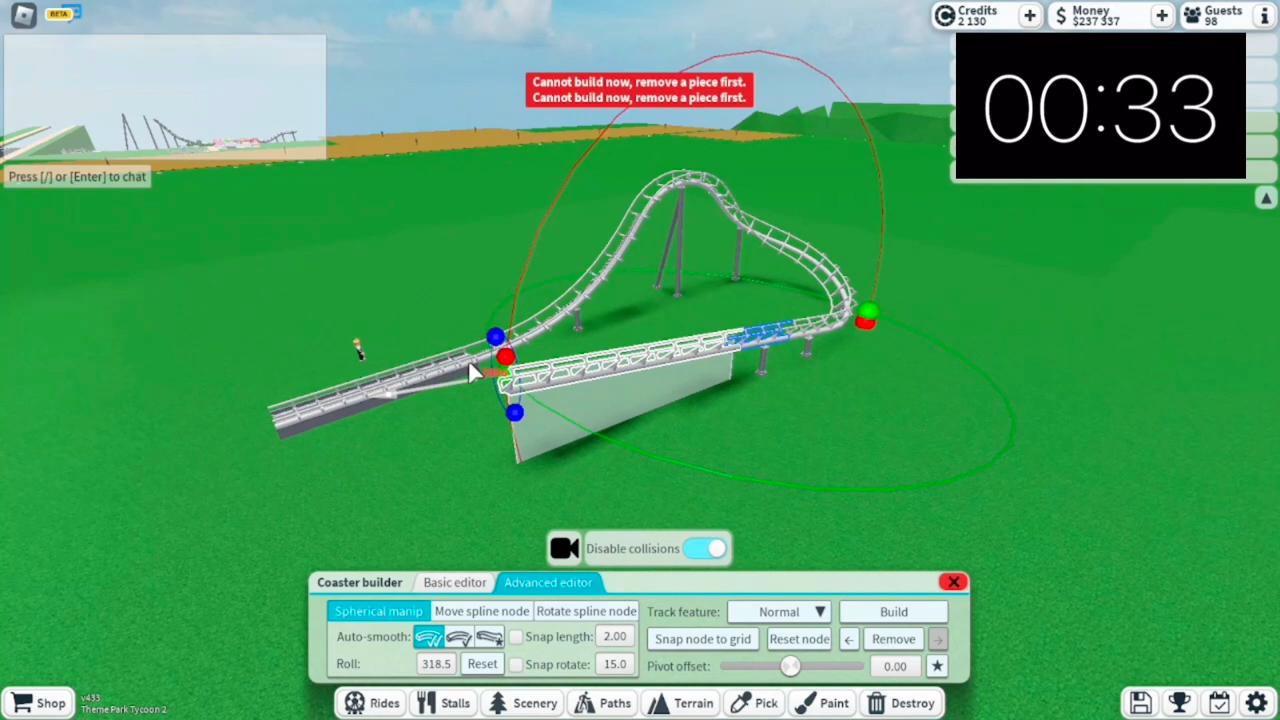 BETA
Credits
2 130
Money
$237 337
Guests
98
00:33
Cannot build now, remove a piece first.
Cannot build now, remove a piece first.
Press [/] or [Enter] to chat
Disable collisions
Coaster builder
Basic editor
Advanced editor
X
Spherical manip
Move spline node
Rotate spline node
Track feature:
Normal
Build
Auto-smooth:
Snap length:
2.00
Snap node to grid
Reset node
Remove
Roll:
318.5
Reset
Snap rotate:
15.0
Pivot offset:
0.00
Shop
v433
Theme Park Tycoon 2
Rides
Stalls
Scenery
Paths
Terrain
Pick
Paint
Destroy